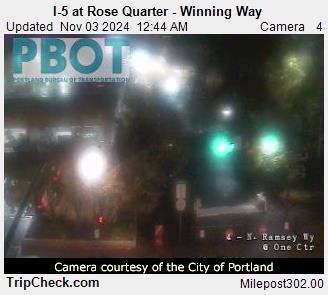 I-5 at Rose Quarter - Winning Way
Updated Nov 03 2024 12:44 AM Camera 4
PBOT
PORTLAND BUREAU OF TRANSPORTATION
4 - N. Ramsey Wy
@ One Ctr
Camera courtesy of the City of Portland
TripCheck.com Milepost302.00